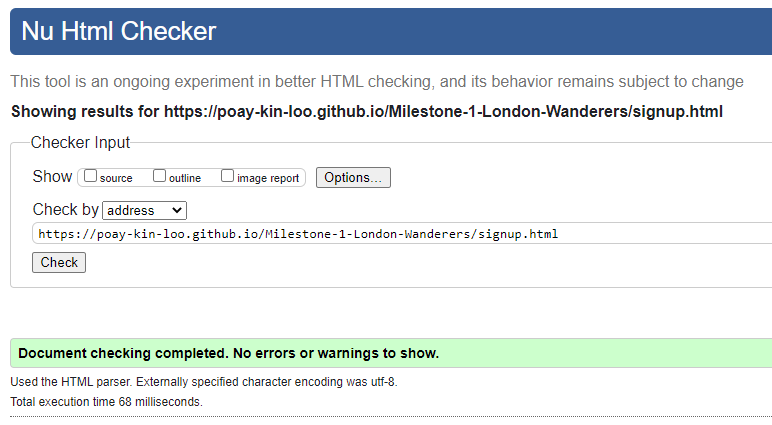 Nu Html Checker
This tool is an ongoing experiment in better HTML checking, and its behavior remains subject to change
Showing results for https://poay-kin-loo.github.io/Milestone-1-London-Wanderers/signup.html
Checker Input
Show source outline image report Options...
Check by address
https://poay-kin-loo.github.io/Milestone-1-London-Wanderers/signup.html
Check
Document checking completed. No errors or warnings to show.
Used the HTML parser. Externally specified character encoding was utf-8.
Total execution time 68 milliseconds.